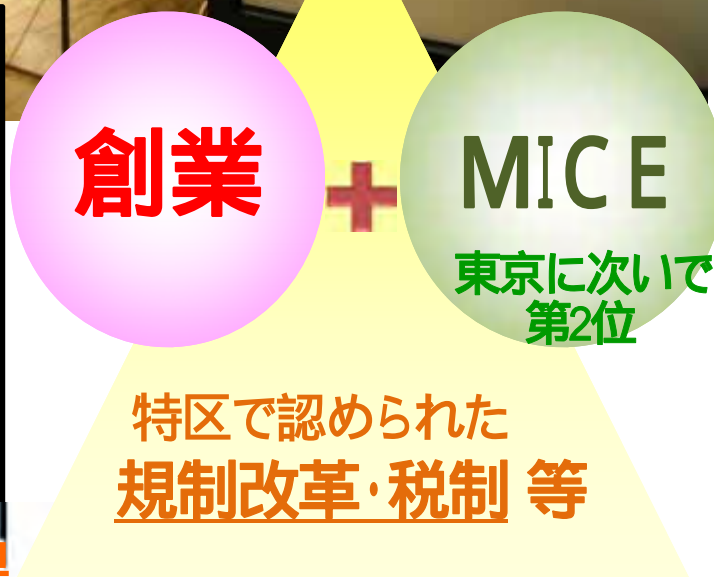 創業
MICE
東京に次いで
第2位
特区で認められた
規制改革・税制 等